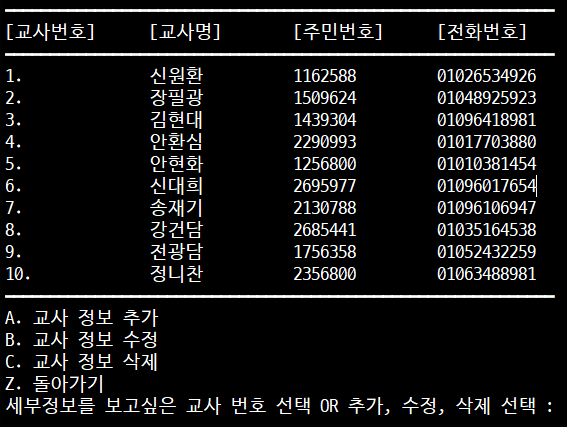 [교사번호] [교사명] [주민번호] [전화번호]
1. 신원환 1162588 01026534926
2. 장필광 1509624 01048925923
3. 김현대 1439304 01096418981
4. 안환심 2290993 01017703880
5. 안현화 1256800 01010381454
6. 신대희 2695977 01096017654
7. 송재기 2130788 01096106947
8. 강건담 2685441 01035164538
9. 전광담 1756358 01052432259
10. 정니찬 2356800 01063488981
A. 교사 정보 추가
B. 교사 정보 수정
C. 교사 정보 삭제
Z. 돌아가기
세부정보를 보고싶은 교사 번호 선택 OR 추가, 수정, 삭제 선택 :